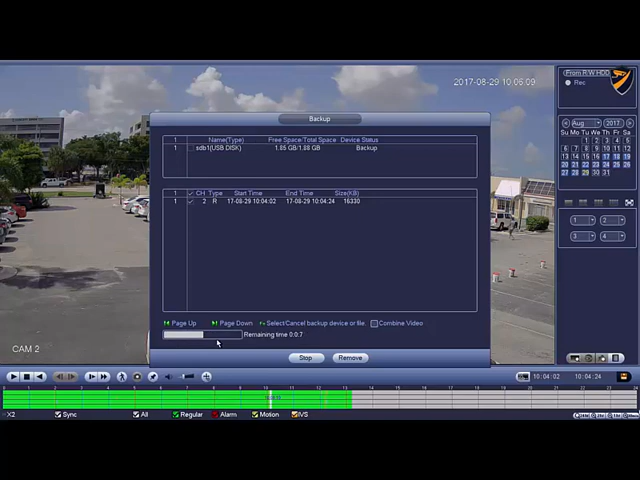 From R/W HDD
Rec
2017-08-29 10:06:09
Backup
1 Name(Type) Free Space/Total Space Device Status
1 sdb1(USB DISK) 1.85 GB/1.88 GB Backup
1 CH Type Start Time End Time Size(KB)
1 2 R 17-08-29 10:04:02 17-08-29 10:04:24 16330
Page Up Page Down Select/Cancel backup device or file. Combine Video
Remaining time 0:0:7
Stop Remove
Aug 2017
Su Mo Tu We Th Fr Sa
1 2 3 4 5
6 7 8 9 10 11 12
13 14 15 16 17 18 19
20 21 22 23 24 25 26
27 28 29 30 31
1 2
3 4
CAM 2
10:04:02 10:04:24
X2 Sync All Regular Alarm Motion IVS